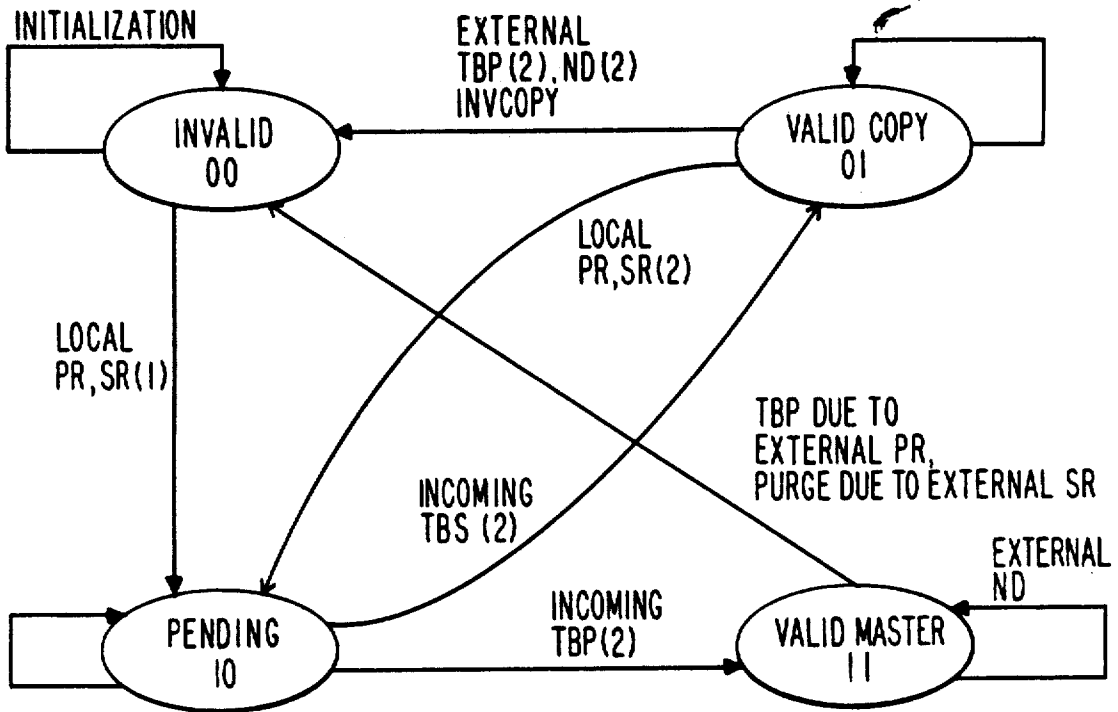 INITIALIZATION
EXTERNAL
TBP(2),ND(2)
INVCOPY
INVALID
00
VALID COPY
01
LOCAL
PR,SR(2)
LOCAL
PR,SR(1)
TBP DUE TO
EXTERNAL PR,
PURGE DUE TO EXTERNAL SR
INCOMING
TBS (2)
EXTERNAL
ND
PENDING
10
INCOMING
TBP(2)
VALID MASTER
11